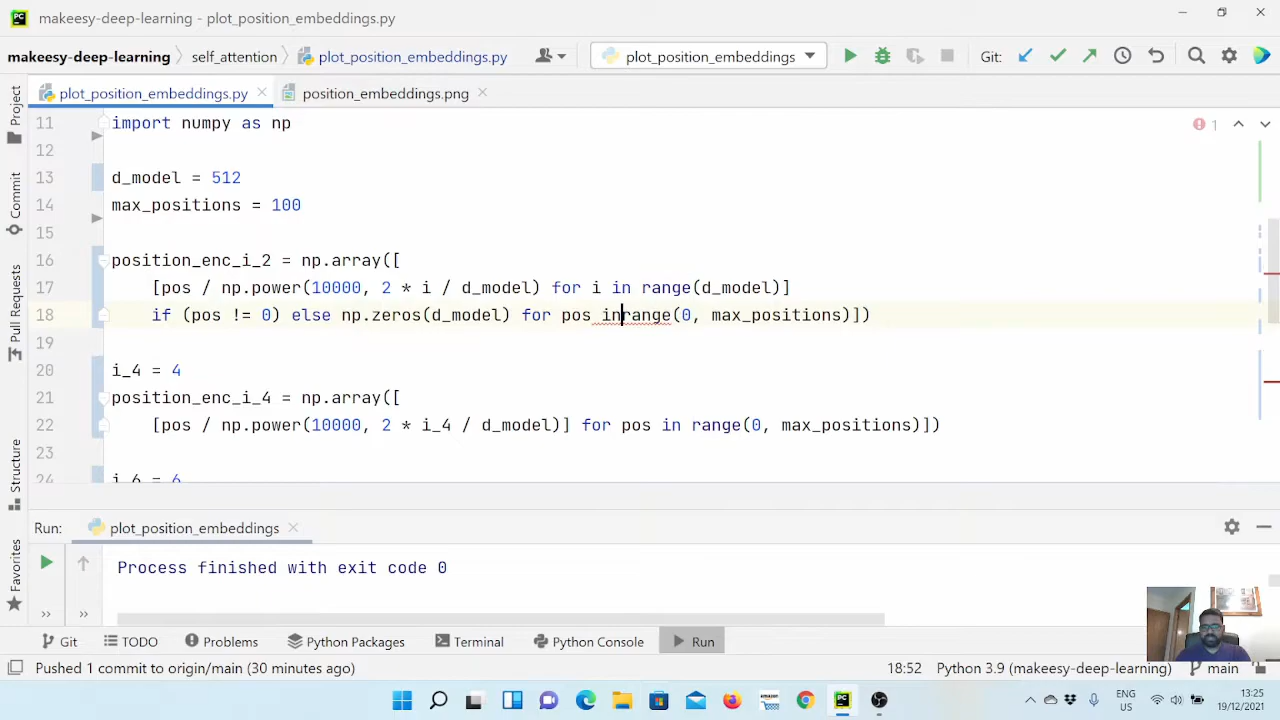 makeesy-deep-learning - plot_position_embeddings.py
makeesy-deep-learning self_attention plot_position_embeddings.py plot_position_embeddings Git:
plot_position_embeddings.py position_embeddings.png
Project
Commit
Pull Requests
Structure
Favorites
11 import numpy as np
12
13 d_model = 512
14 max_positions = 100
15
16 position_enc_i_2 = np.array([
17 [pos / np.power(10000, 2 * i / d_model) for i in range(d_model)]
18 if (pos != 0) else np.zeros(d_model) for pos inrange(0, max_positions)])
19
20 i_4 = 4
21 position_enc_i_4 = np.array([
22 [pos / np.power(10000, 2 * i_4 / d_model)] for pos in range(0, max_positions)])
23
24 i_6 = 6
1
Run: plot_position_embeddings
Process finished with exit code 0
Git TODO Problems Python Packages Terminal Python Console Run
Pushed 1 commit to origin/main (30 minutes ago) 18:52 Python 3.9 (makeesy-deep-learning) main
ENG
US
13:25
19/12/2021